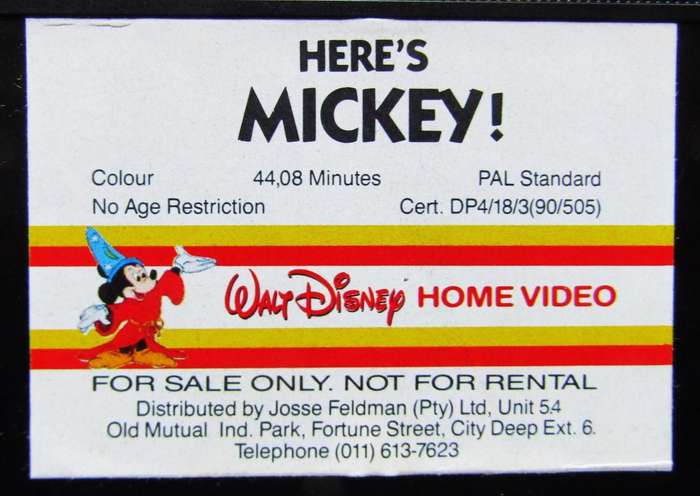 HERE'S
MICKEY!
Colour 44,08 Minutes PAL Standard
No Age Restriction Cert. DP4/18/3(90/505)
WALT DISNEY HOME VIDEO
FOR SALE ONLY. NOT FOR RENTAL
Distributed by Josse Feldman (Pty) Ltd, Unit 54
Old Mutual Ind. Park, Fortune Street, City Deep Ext. 6.
Telephone (011) 613-7623